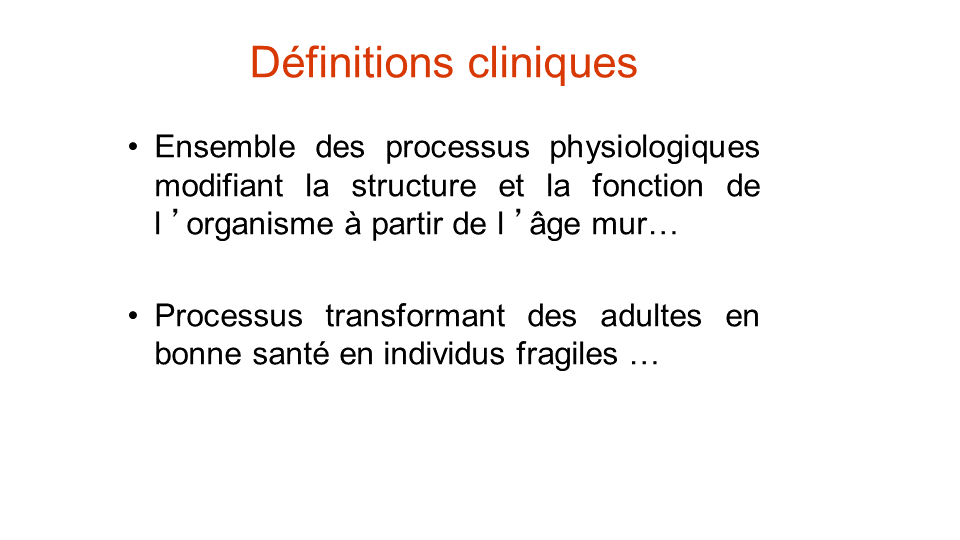 Définitions cliniques
• Ensemble des processus physiologiques
modifiant la structure et la fonction de
l’organisme à partir de l’âge mur…
• Processus transformant des adultes en
bonne santé en individus fragiles …